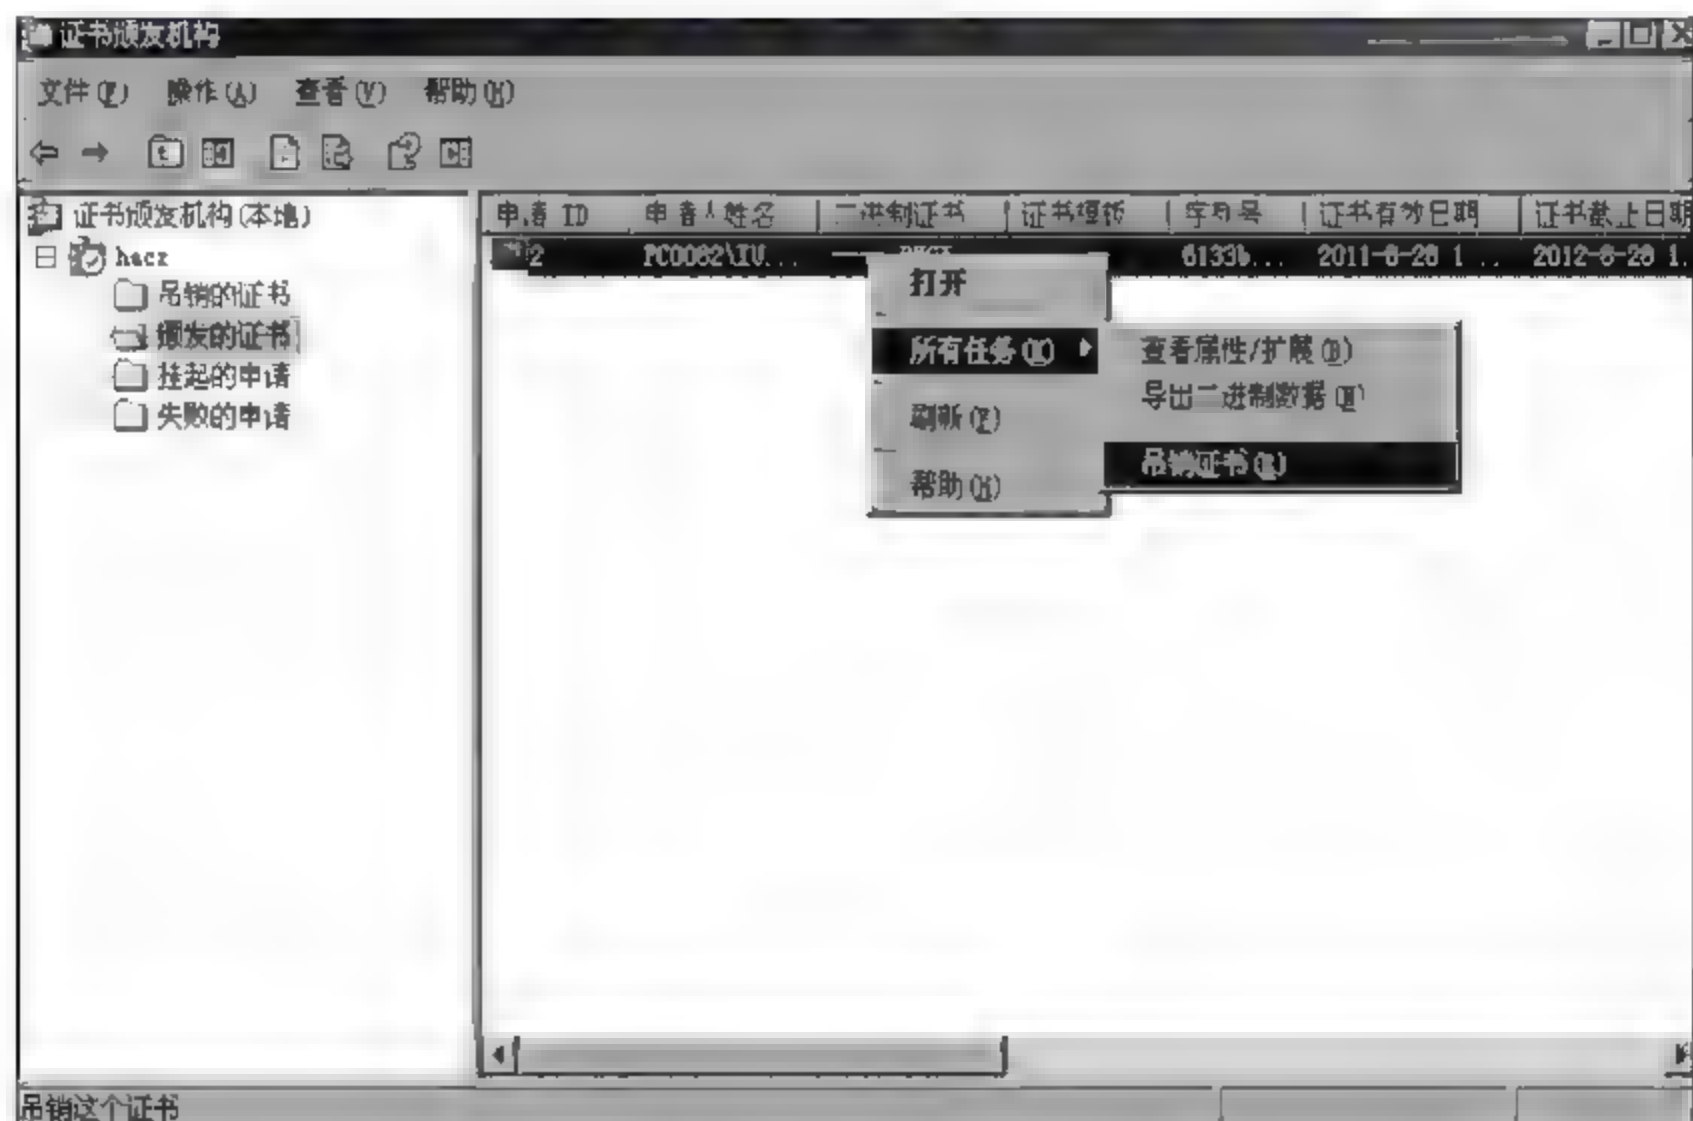 证书颁发机构
文件(F) 操作(A) 查看(V) 帮助(H)
证书颁发机构(本地)
hacz
吊销的证书
颁发的证书
挂起的申请
失败的申请
申请 ID 申请人姓名 二进制证书 证书模板 序列号 证书有效日期 证书截止日期
2 PC0062\IU... 6133b... 2011-6-28 1... 2012-6-28 1...
打开
所有任务(K)
刷新(F)
帮助(H)
查看属性/扩展(B)
导出二进制数据(N)
吊销证书(R)
吊销这个证书